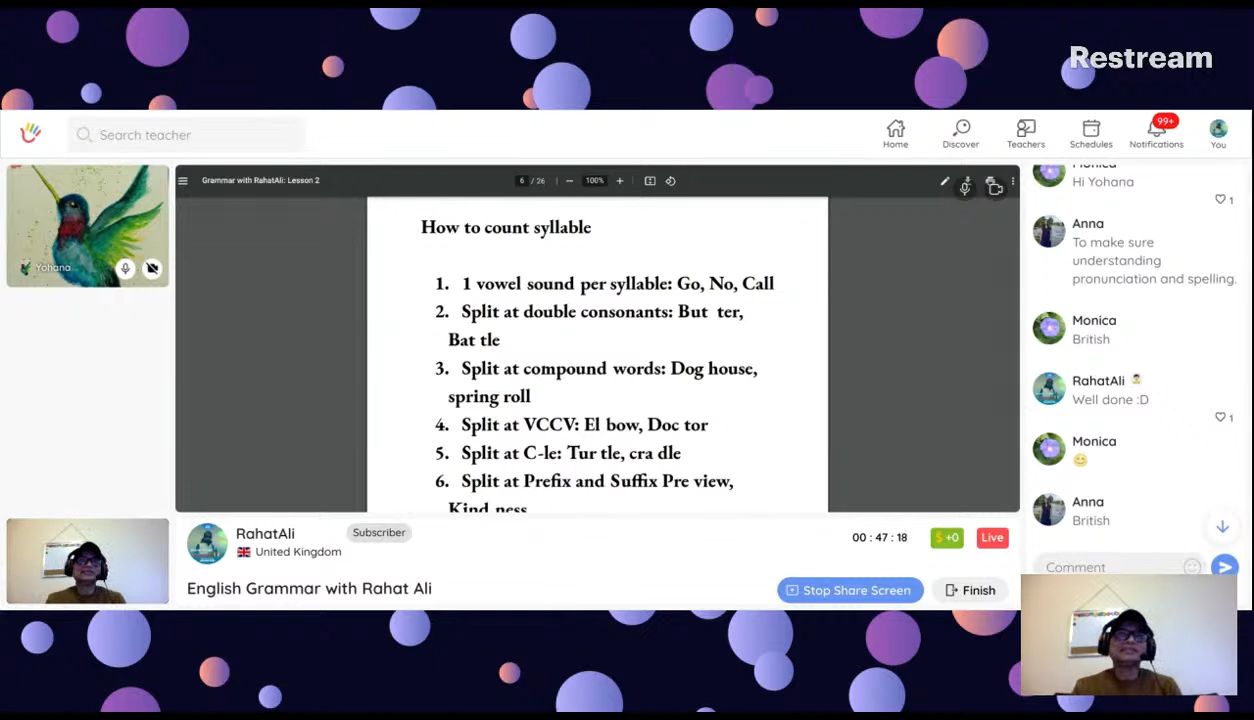 Restream
Search teacher
Home
Discover
Teachers
Schedules
99+
Notifications
You
Yohana
Grammar with RahatAli: Lesson 2
6 / 26
100%
How to count syllable
1. 1 vowel sound per syllable: Go, No, Call
2. Split at double consonants: But ter,
Bat tle
3. Split at compound words: Dog house,
spring roll
4. Split at VCCV: El bow, Doc tor
5. Split at C-le: Tur tle, cra dle
6. Split at Prefix and Suffix Pre view,
Kind ness
Monica
Hi Yohana
1
Anna
To make sure
understanding
pronunciation and spelling.
Monica
British
RahatAli
Well done :D
1
Monica
Anna
British
Comment
RahatAli
Subscriber
United Kingdom
00 : 47 : 18
$ +0
Live
English Grammar with Rahat Ali
Stop Share Screen
Finish